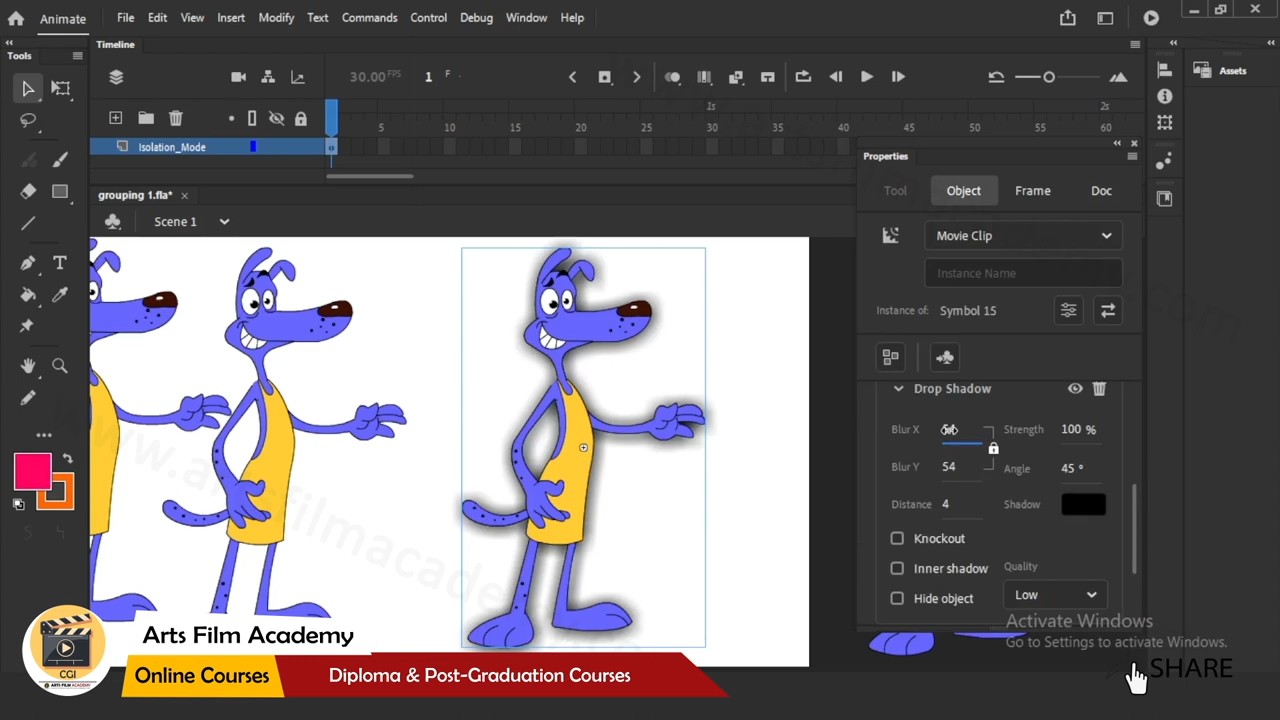 Animate File Edit View Insert Modify Text Commands Control Debug Window Help
Timeline
Tools
30.00 FPS 1 F
Assets
1s 2s
5 10 15 20 25 30 35 40 45 50 55 60
Isolation_Mode
Properties
grouping 1.fla*
Tool Object Frame Doc
Scene 1
Movie Clip
Instance Name
Instance of: Symbol 15
Drop Shadow
Blur X Strength 100 %
Blur Y 54 Angle 45 °
Distance 4 Shadow
Knockout
Inner shadow Quality
Hide object Low
Activate Windows
Go to Settings to activate Windows.
SHARE
Arts Film Academy
CGI
ARTS FILM ACADEMY
Online Courses Diploma & Post-Graduation Courses